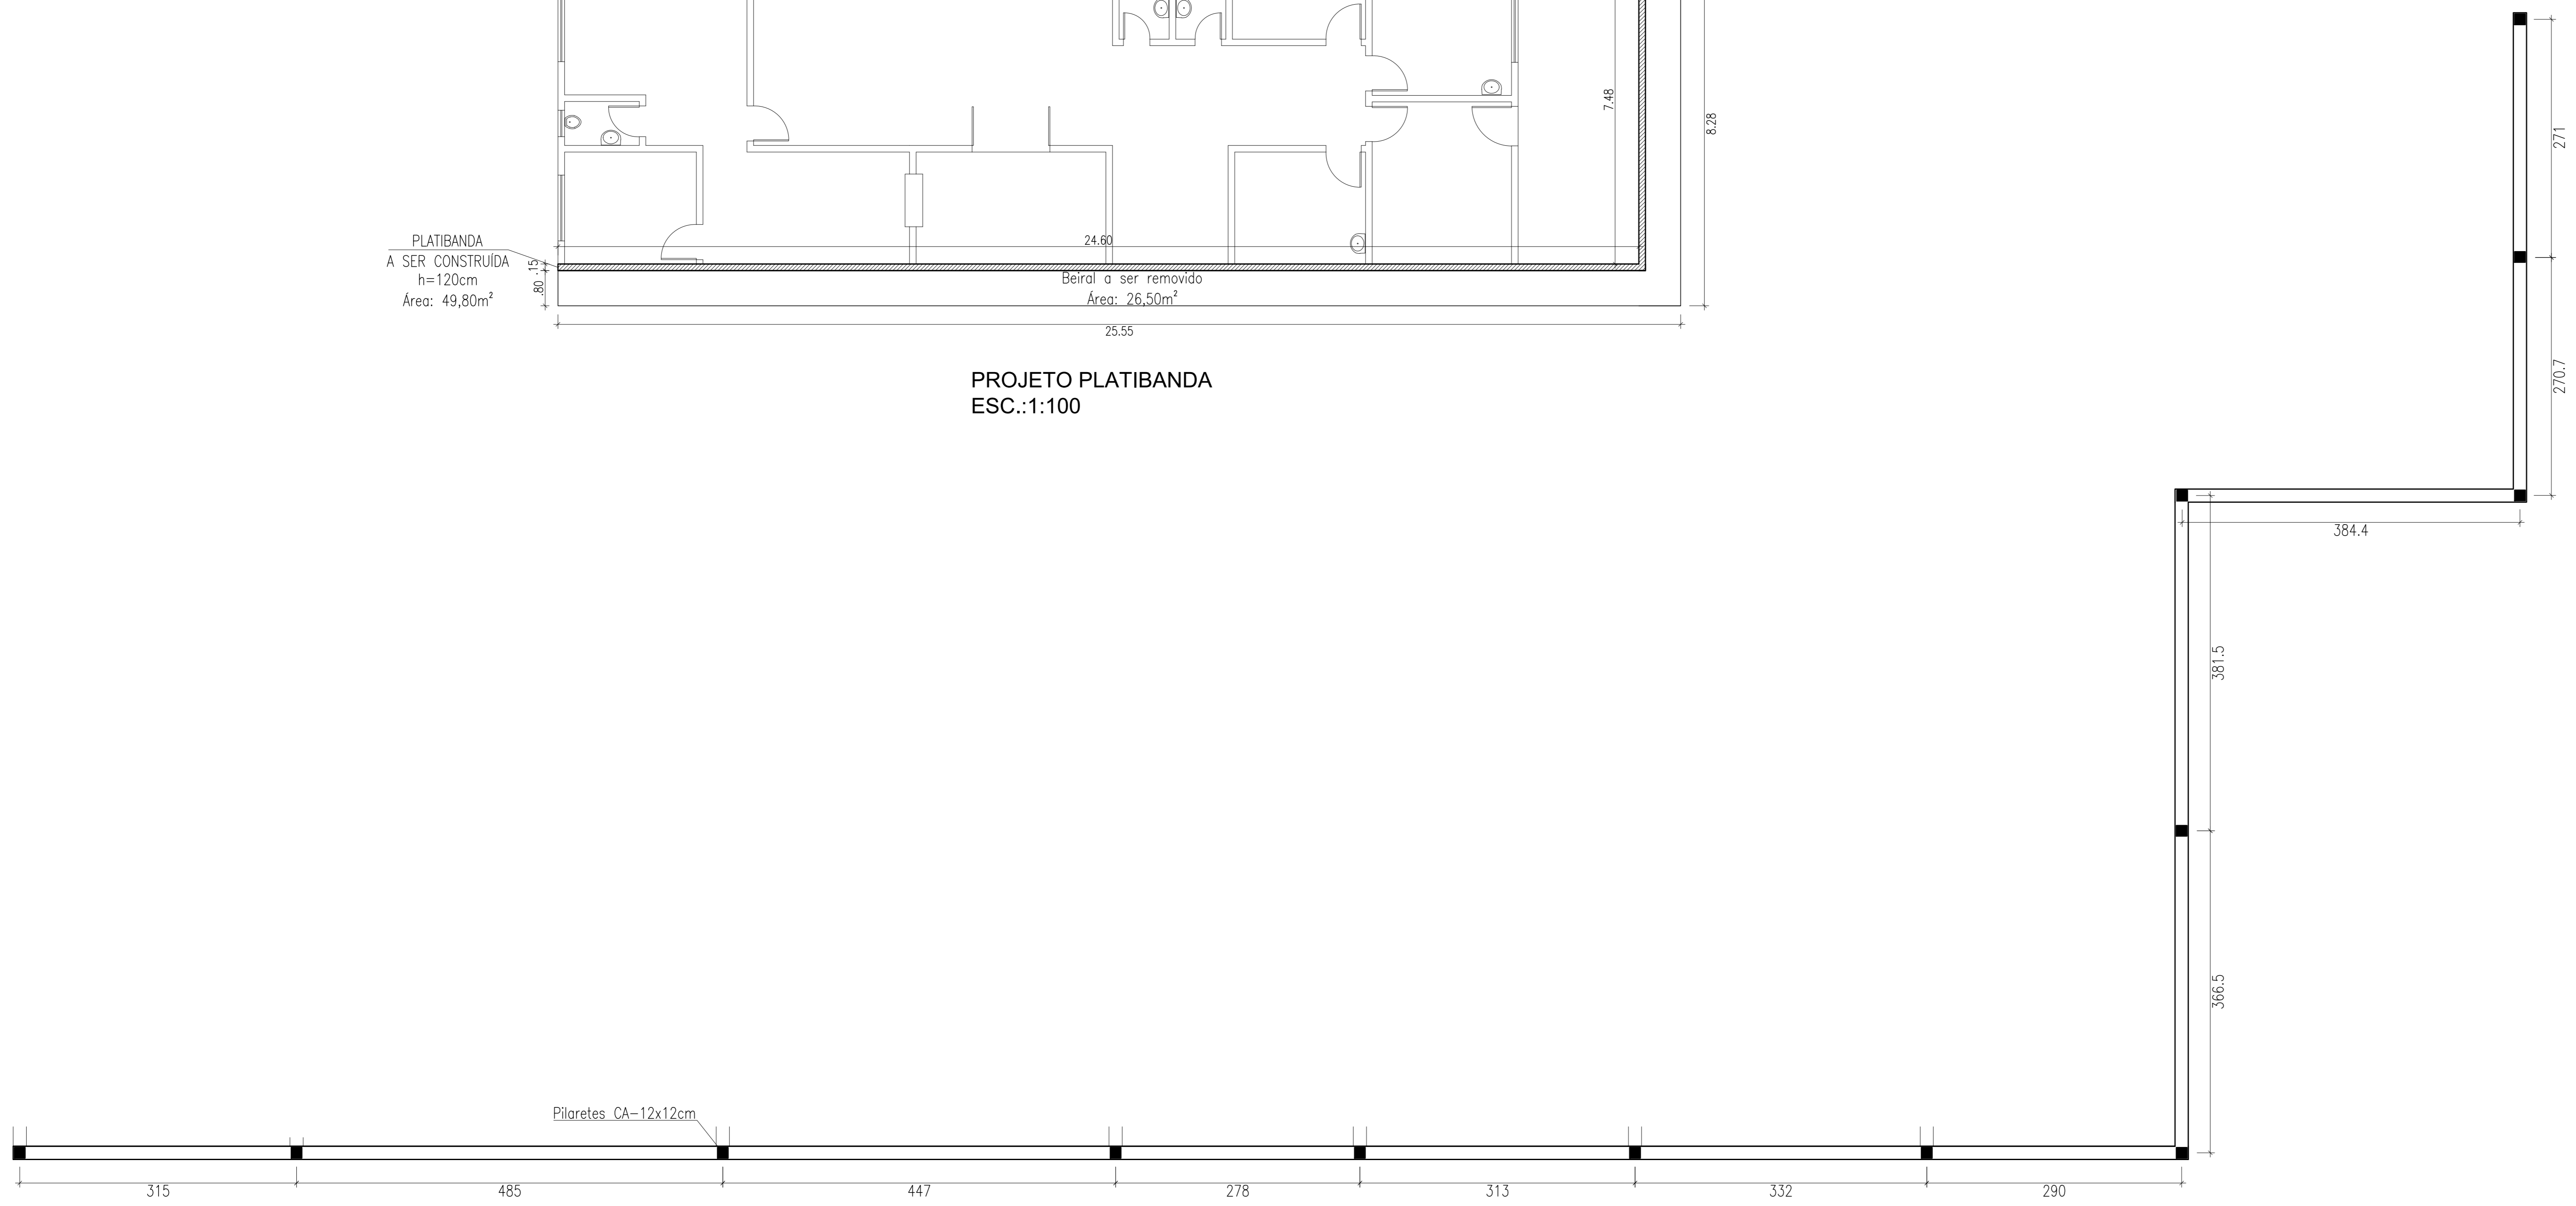 7.48
8.28
271
PLATIBANDA
A SER CONSTRUÍDA
h=120cm
Área: 49,80m²
.15
.80
24.60
Beiral a ser removido
Área: 26,50m²
25.55
PROJETO PLATIBANDA
ESC.:1:100
270.7
384.4
381.5
366.5
Pilaretes CA-12x12cm
315
485
447
278
313
332
290